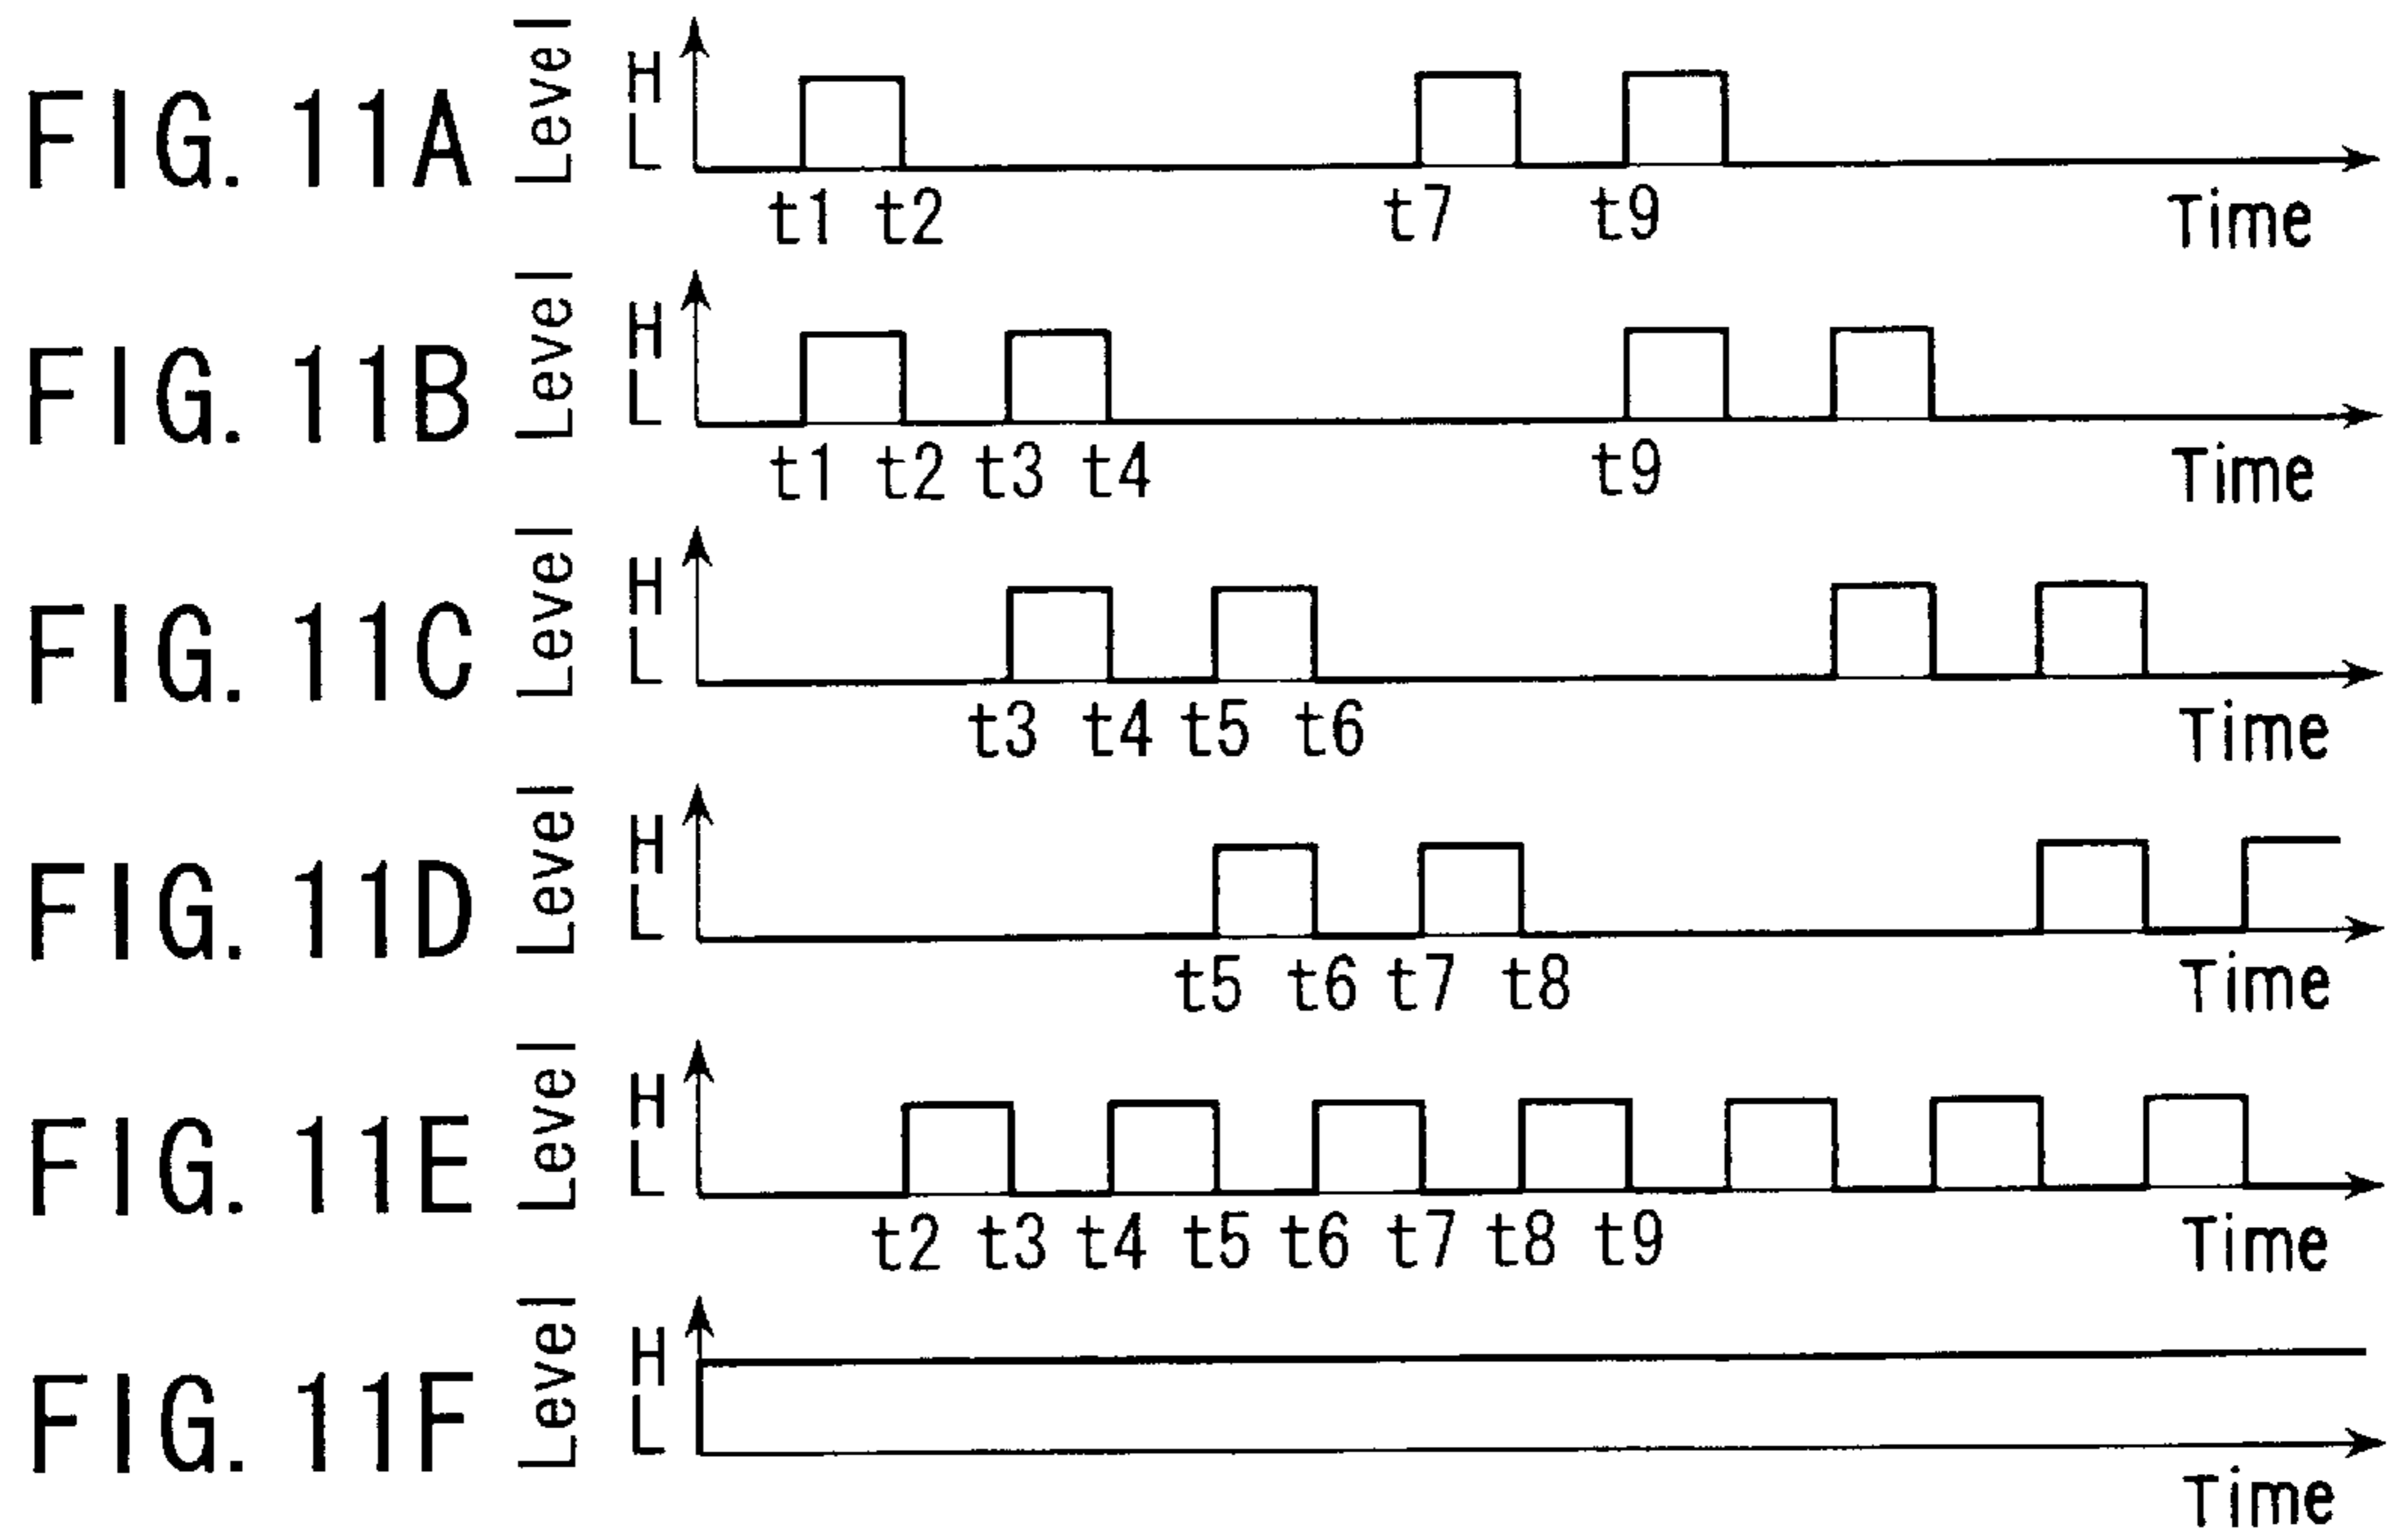 FIG. 11A Level H L t1 t2 t7 t9 Time
FIG. 11B Level H L t1 t2 t3 t4 t9 Time
FIG. 11C Level H L t3 t4 t5 t6 Time
FIG. 11D Level H L t5 t6 t7 t8 Time
FIG. 11E Level H L t2 t3 t4 t5 t6 t7 t8 t9 Time
FIG. 11F Level H L Time